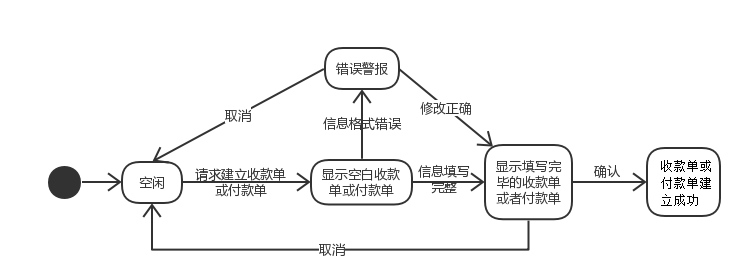 错误警报
取消
修改正确
信息格式错误
空闲
请求建立收款单
或付款单
显示空白收款
单或付款单
信息填写
完整
显示填写完
毕的收款单
或者付款单
确认
收款单或
付款单建
立成功
取消